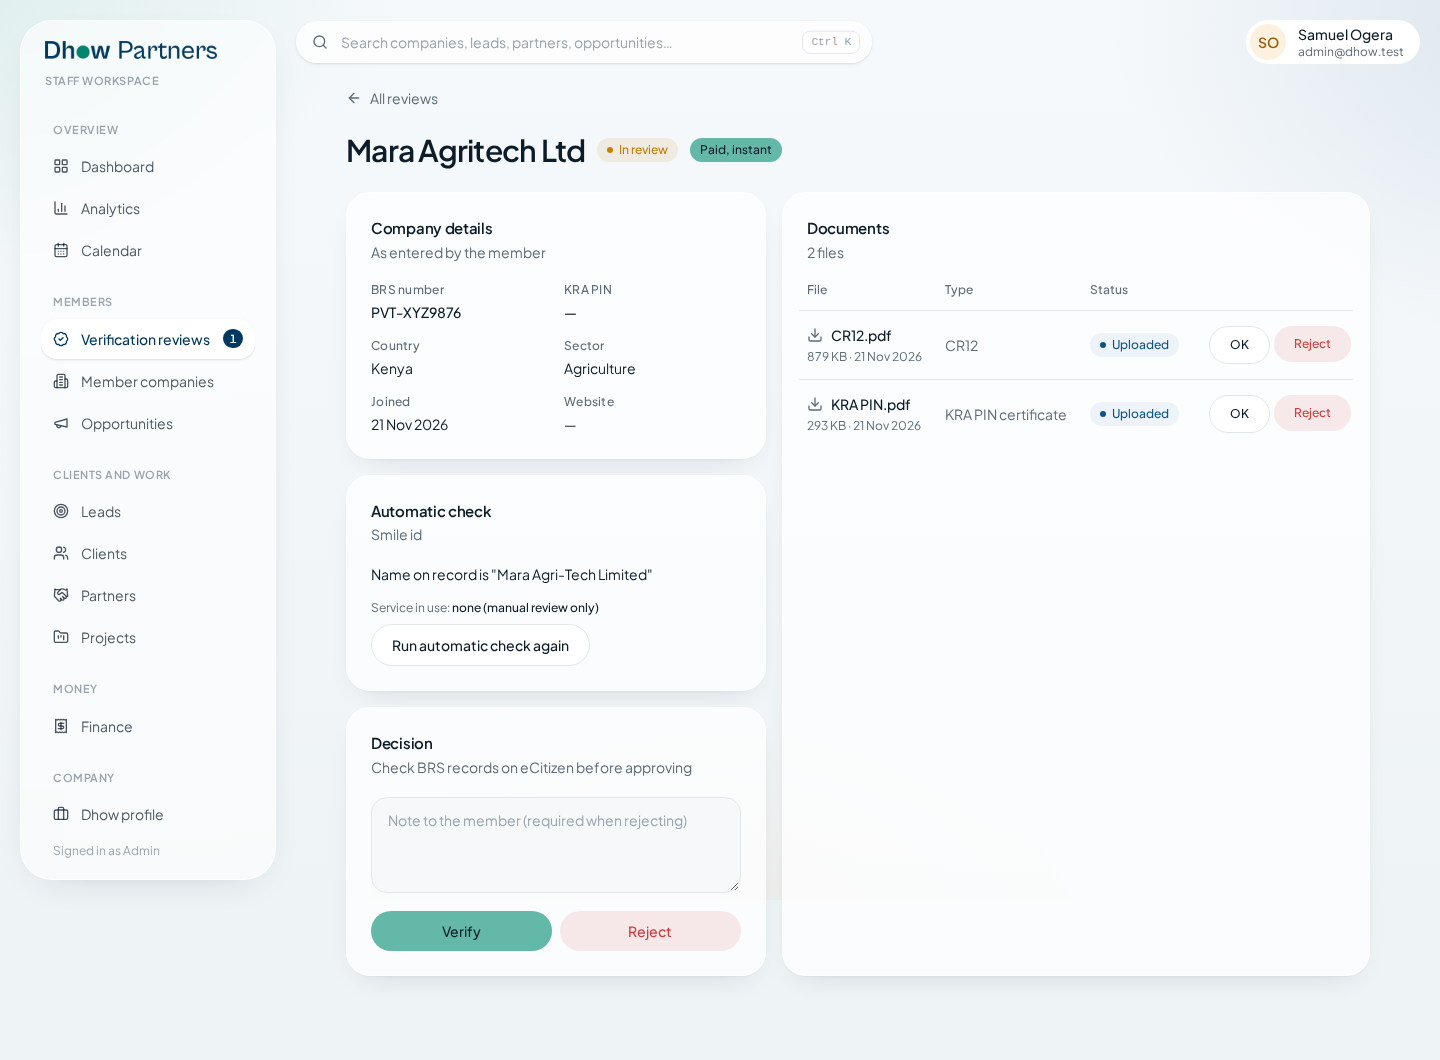 Dhow Partners
STAFF WORKSPACE
OVERVIEW
Dashboard
Analytics
Calendar
MEMBERS
Verification reviews 1
Member companies
Opportunities
CLIENTS AND WORK
Leads
Clients
Partners
Projects
MONEY
Finance
COMPANY
Dhow profile
Signed in as Admin
Search companies, leads, partners, opportunities... Ctrl K
SO
Samuel Ogera
admin@dhow.test
All reviews
Mara Agritech Ltd In review Paid, instant
Company details
As entered by the member
BRS number KRA PIN
PVT-XYZ9876 —
Country Sector
Kenya Agriculture
Joined Website
21 Nov 2026 —
Automatic check
Smile id
Name on record is "Mara Agri-Tech Limited"
Service in use: none (manual review only)
Run automatic check again
Decision
Check BRS records on eCitizen before approving
Note to the member (required when rejecting)
Verify Reject
Documents
2 files
File Type Status
CR12.pdf
879 KB · 21 Nov 2026
CR12 Uploaded OK Reject
KRA PIN.pdf
293 KB · 21 Nov 2026
KRA PIN certificate Uploaded OK Reject